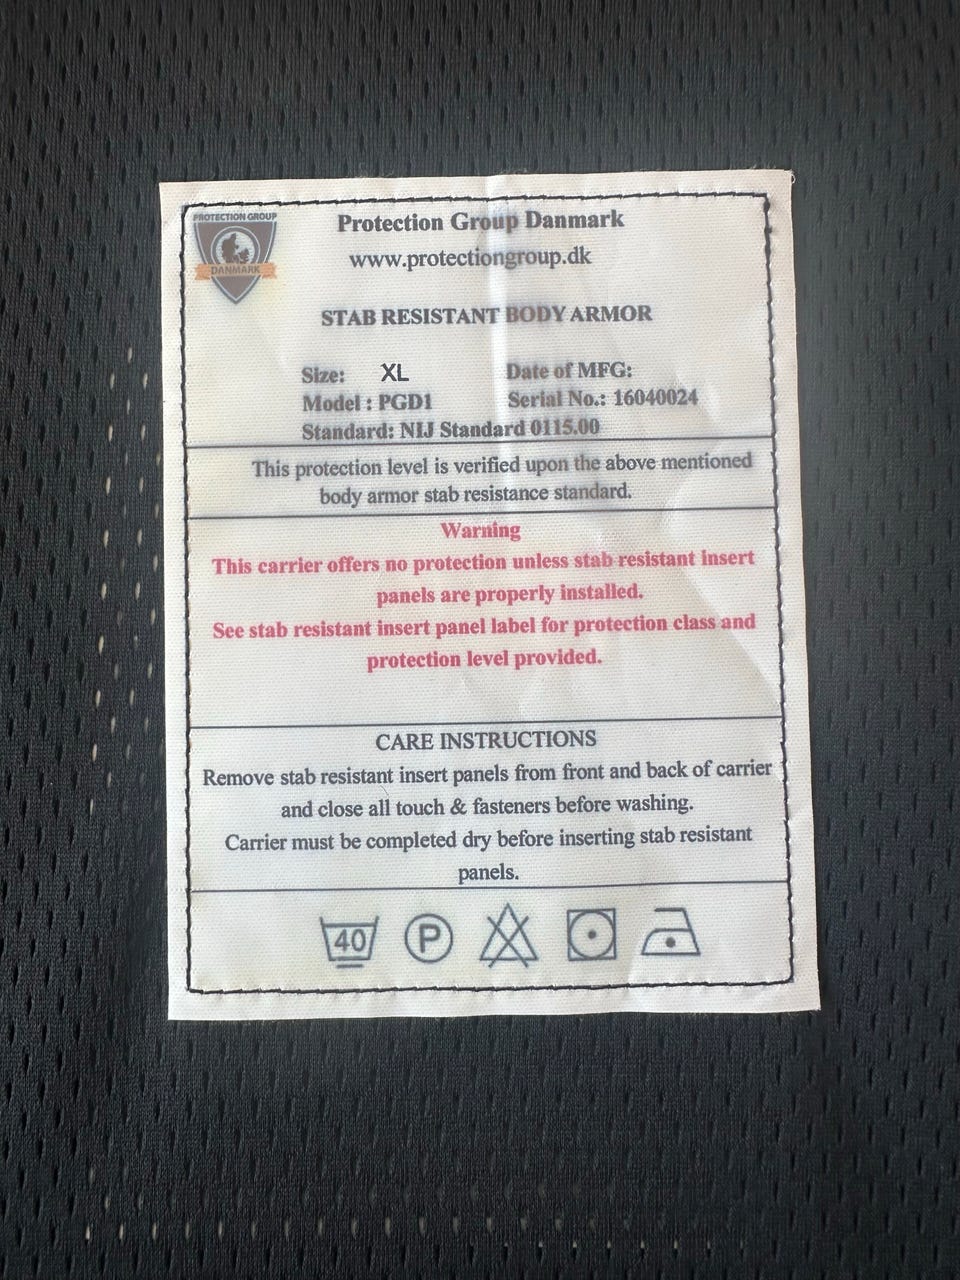 PROTECTION GROUP
DANMARK
Protection Group Danmark
www.protectiongroup.dk
STAB RESISTANT BODY ARMOR
Size: XL Date of MFG:
Model : PGD1 Serial No.: 16040024
Standard: NIJ Standard 0115.00
This protection level is verified upon the above mentioned
body armor stab resistance standard.
Warning
This carrier offers no protection unless stab resistant insert
panels are properly installed.
See stab resistant insert panel label for protection class and
protection level provided.
CARE INSTRUCTIONS
Remove stab resistant insert panels from front and back of carrier
and close all touch & fasteners before washing.
Carrier must be completed dry before inserting stab resistant
panels.
40 P